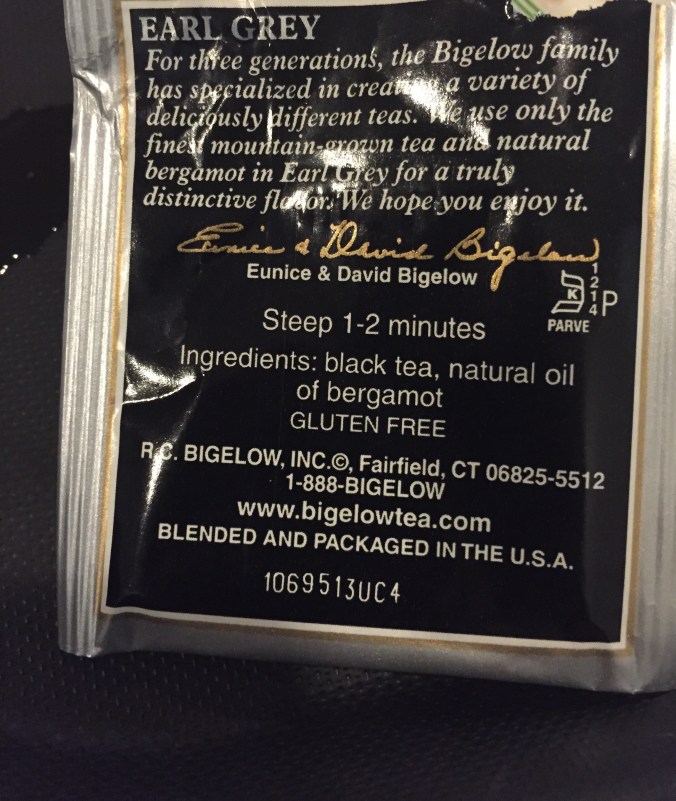 EARL GREY
For three generations, the Bigelow family
has specialized in creating a variety of
deliciously different teas. We use only the
finest mountain-grown tea and natural
bergamot in Earl Grey for a truly
distinctive flavor. We hope you enjoy it.
Eunice & David Bigelow
Eunice & David Bigelow
K 1214 P
PARVE
Steep 1-2 minutes
Ingredients: black tea, natural oil
of bergamot
GLUTEN FREE
R.C. BIGELOW, INC.©, Fairfield, CT 06825-5512
1-888-BIGELOW
www.bigelowtea.com
BLENDED AND PACKAGED IN THE U.S.A.
1069513UC4